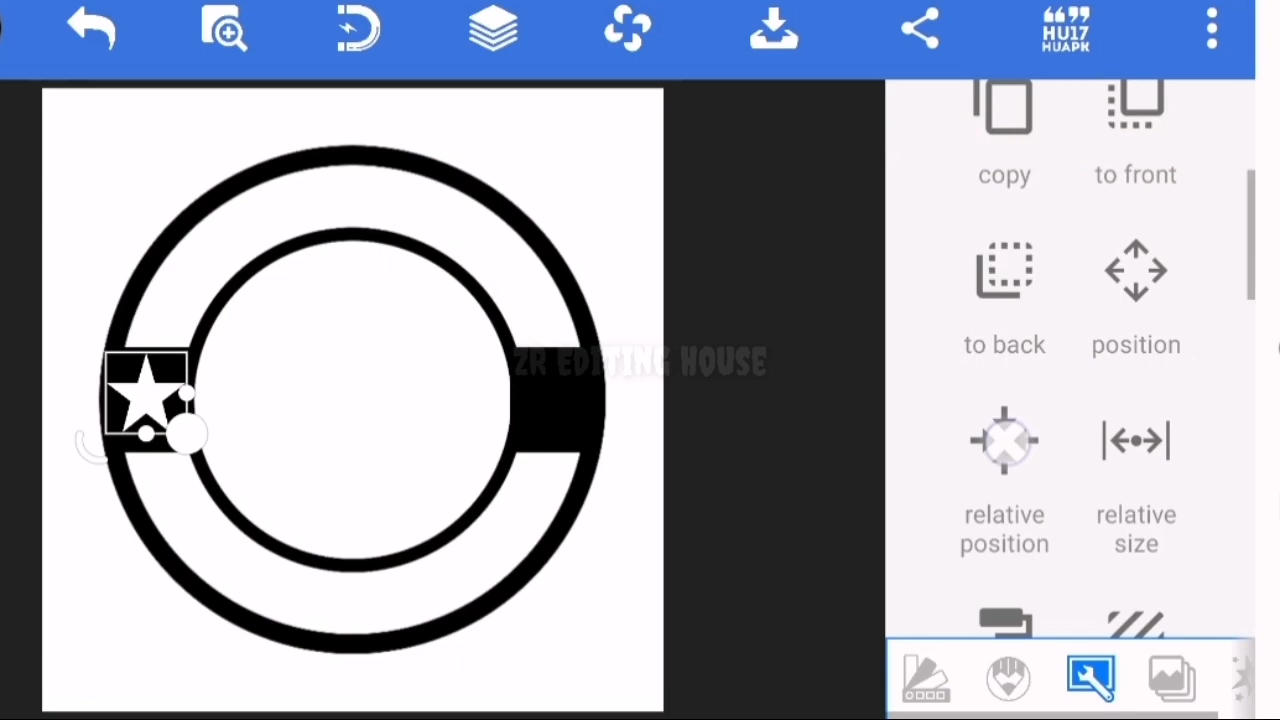 ❝❞
HU17
HUAPK
copy
to front
to back
position
ZR EDITING HOUSE
relative
position
relative
size